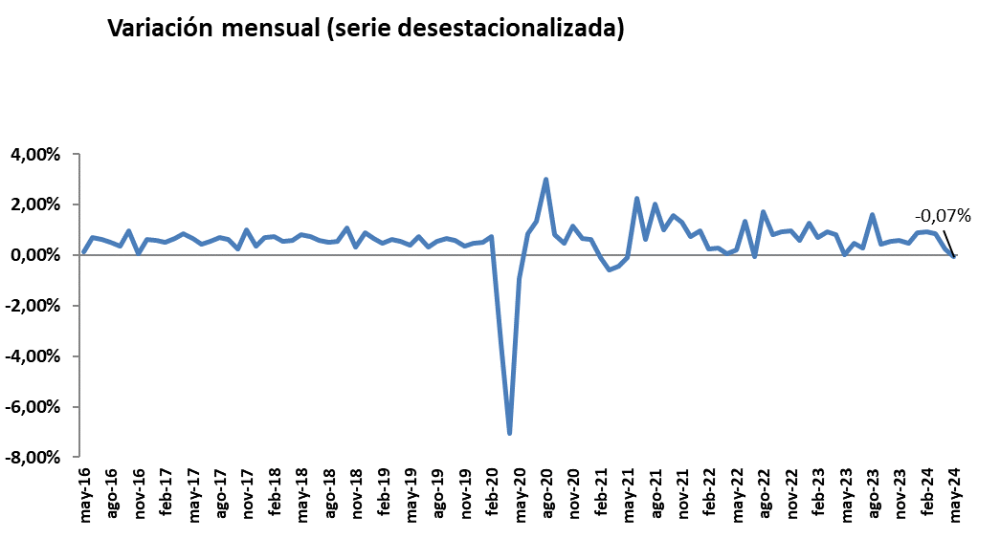 Variación mensual (serie desestacionalizada)
4,00%
2,00%
0,00%
-2,00%
-4,00%
-6,00%
-8,00%
-0,07%
may-16
ago-16
nov-16
feb-17
may-17
ago-17
nov-17
feb-18
may-18
ago-18
nov-18
feb-19
may-19
ago-19
nov-19
feb-20
may-20
ago-20
nov-20
feb-21
may-21
ago-21
nov-21
feb-22
may-22
ago-22
nov-22
feb-23
may-23
ago-23
nov-23
feb-24
may-24